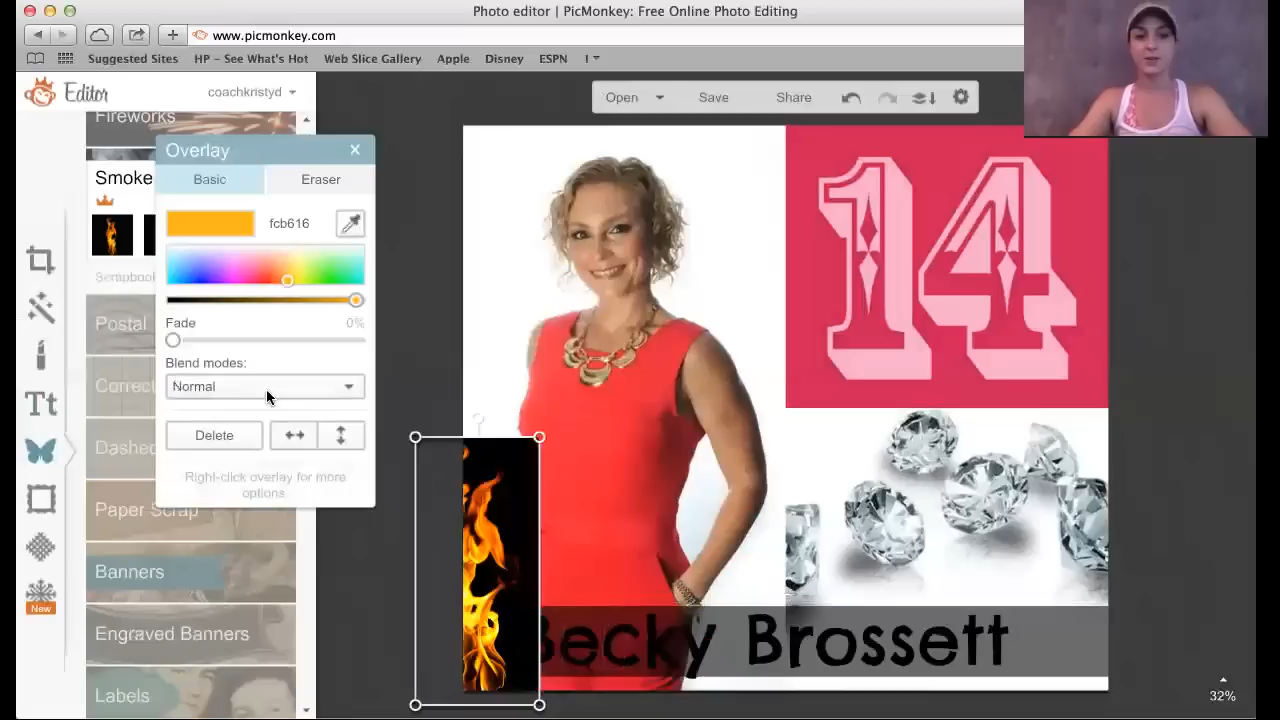 Photo editor | PicMonkey: Free Online Photo Editing
www.picmonkey.com
Suggested Sites HP – See What's Hot Web Slice Gallery Apple Disney ESPN
Editor coachkristyd
Open Save Share
Fireworks
Overlay
Basic Eraser
Smoke
fcb616
Scrapbook
Fade 0%
Postal
Blend modes:
Normal
Correct
Delete
Dashed
Right-click overlay for more
options
Paper Scrap
Banners
New
Engraved Banners
Labels
14
Becky Brossett
32%